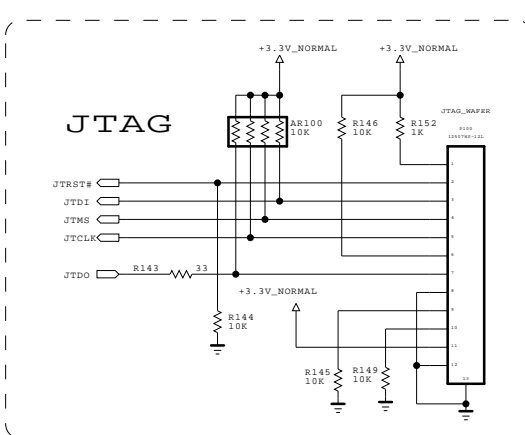 +3.3V_NORMAL
+3.3V_NORMAL
JTAG
AR100
10K
R146
10K
R152
1K
JTAG_WAFER
P100
12507WS-12L
JTRST#
JTDI
JTMS
JTCLK
JTDO
R143
33
+3.3V_NORMAL
R144
10K
R145
10K
R149
10K
1
2
3
4
5
6
7
8
9
10
11
12
13